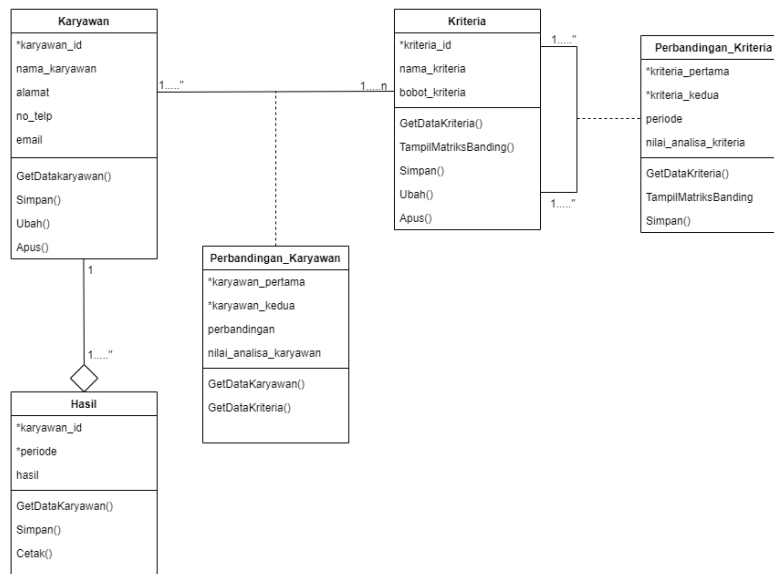 Karyawan
*karyawan_id
nama_karyawan
alamat
no_telp
email
GetDatakaryawan()
Simpan()
Ubah()
Apus()
1.....''
1.....n
Kriteria
*kriteria_id
nama_kriteria
bobot_kriteria
GetDataKriteria()
TampilMatriksBanding()
Simpan()
Ubah()
Apus()
1.....''
1.....''
Perbandingan_Kriteria
*kriteria_pertama
*kriteria_kedua
periode
nilai_analisa_kriteria
GetDataKriteria()
TampilMatriksBanding
Simpan()
Perbandingan_Karyawan
*karyawan_pertama
*karyawan_kedua
perbandingan
nilai_analisa_karyawan
GetDataKaryawan()
GetDataKriteria()
1
1.....''
Hasil
*karyawan_id
*periode
hasil
GetDataKaryawan()
Simpan()
Cetak()